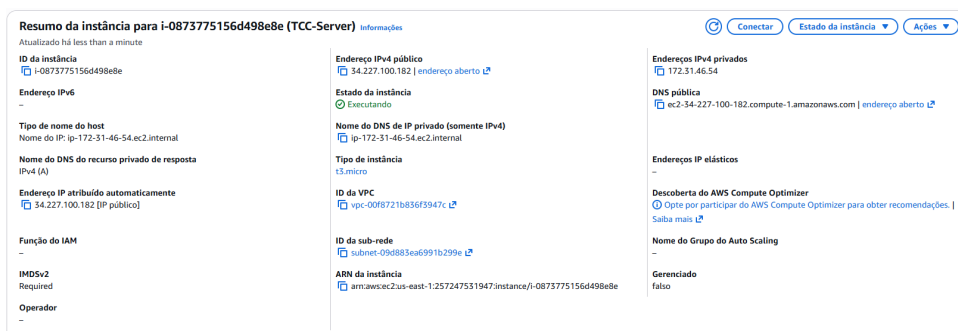 Resumo da instância para i-0873775156d498e8e (TCC-Server) Informações
Conectar
Estado da instância
Ações
Atualizado há less than a minute
ID da instância
i-0873775156d498e8e
Endereço IPv4 público
34.227.100.182 | endereço aberto
Endereços IPv4 privados
172.31.46.54
Endereço IPv6
–
Estado da instância
Executando
DNS pública
ec2-34-227-100-182.compute-1.amazonaws.com | endereço aberto
Tipo de nome do host
Nome do IP: ip-172-31-46-54.ec2.internal
Nome do DNS de IP privado (somente IPv4)
ip-172-31-46-54.ec2.internal
Nome do DNS do recurso privado de resposta
IPv4 (A)
Tipo de instância
t3.micro
Endereços IP elásticos
–
Endereço IP atribuído automaticamente
34.227.100.182 [IP público]
ID da VPC
vpc-00f8721b836f3947c
Descoberta do AWS Compute Optimizer
Opte por participar do AWS Compute Optimizer para obter recomendações. |
Saiba mais
Função do IAM
–
ID da sub-rede
subnet-09d883ea6991b299e
Nome do Grupo do Auto Scaling
–
IMDSv2
Required
ARN da instância
arn:aws:ec2:us-east-1:257247531947:instance/i-0873775156d498e8e
Gerenciado
falso
Operador
–